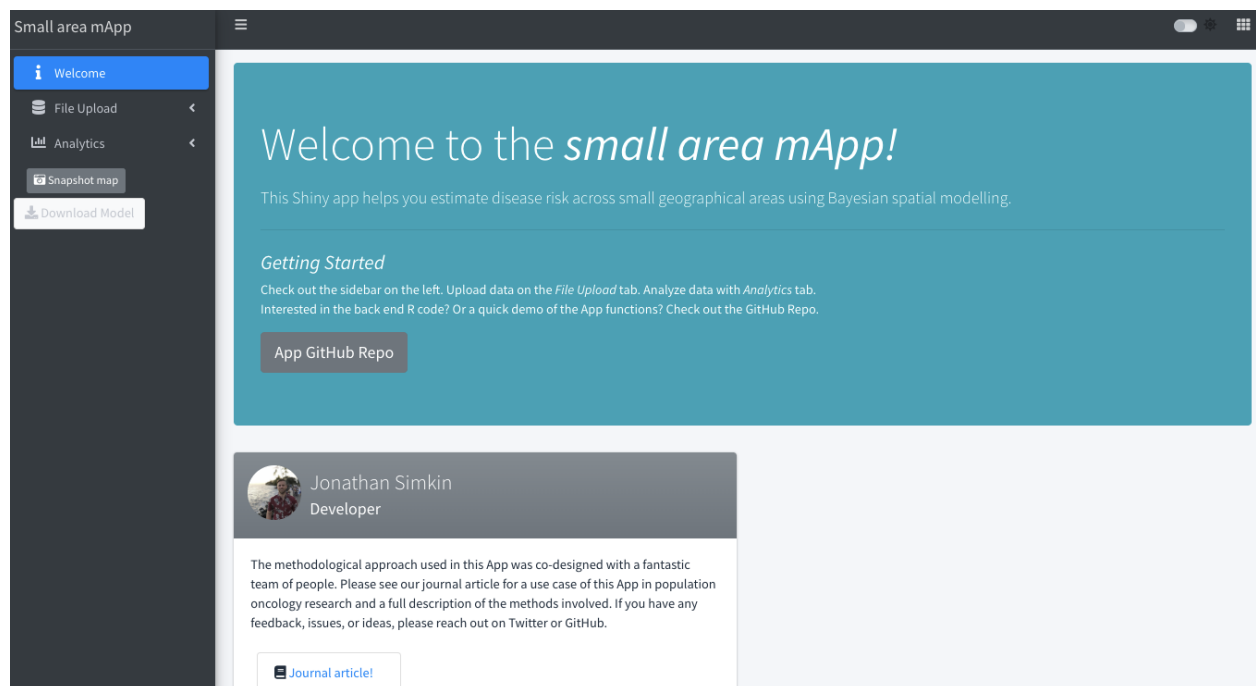 Small area mApp
Welcome
File Upload
Analytics
Snapshot map
Download Model
Welcome to the small area mApp!
This Shiny app helps you estimate disease risk across small geographical areas using Bayesian spatial modelling.
Getting Started
Check out the sidebar on the left. Upload data on the File Upload tab. Analyze data with Analytics tab.
Interested in the back end R code? Or a quick demo of the App functions? Check out the GitHub Repo.
App GitHub Repo
Jonathan Simkin
Developer
The methodological approach used in this App was co-designed with a fantastic
team of people. Please see our journal article for a use case of this App in population
oncology research and a full description of the methods involved. If you have any
feedback, issues, or ideas, please reach out on Twitter or GitHub.
Journal article!